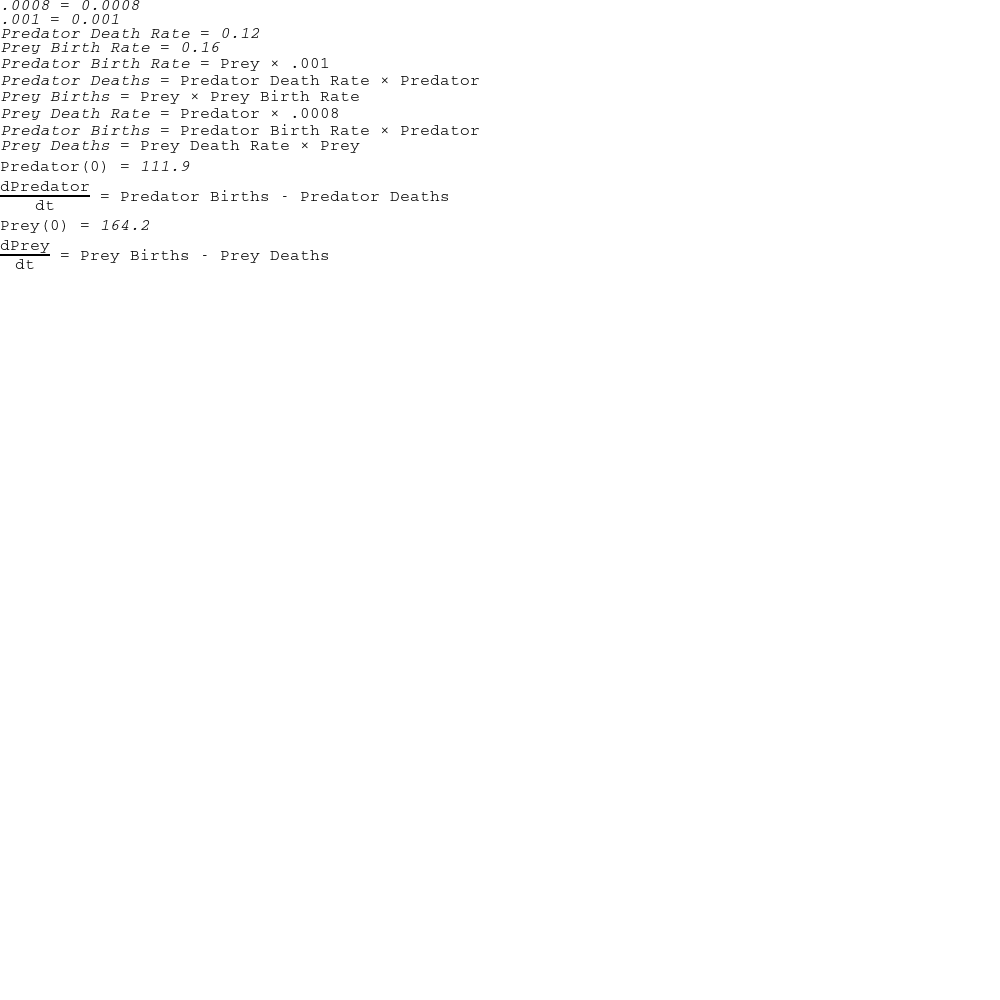 .0008 = 0.0008
.001 = 0.001
Predator Death Rate = 0.12
Prey Birth Rate = 0.16
Predator Birth Rate = Prey × .001
Predator Deaths = Predator Death Rate × Predator
Prey Births = Prey × Prey Birth Rate
Prey Death Rate = Predator × .0008
Predator Births = Predator Birth Rate × Predator
Prey Deaths = Prey Death Rate × Prey
Predator(0) = 111.9
dPredator
dt
= Predator Births - Predator Deaths
Prey(0) = 164.2
dPrey
dt
= Prey Births - Prey Deaths